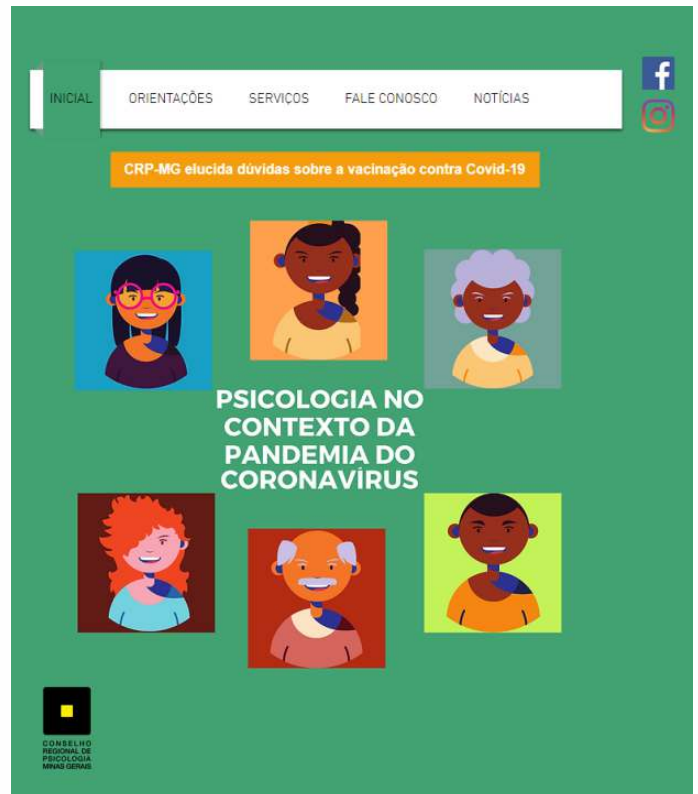 INICIAL ORIENTAÇÕES SERVIÇOS FALE CONOSCO NOTÍCIAS
CRP-MG elucida dúvidas sobre a vacinação contra Covid-19
PSICOLOGIA NO
CONTEXTO DA
PANDEMIA DO
CORONAVÍRUS
CONSELHO
REGIONAL DE
PSICOLOGIA
MINAS GERAIS